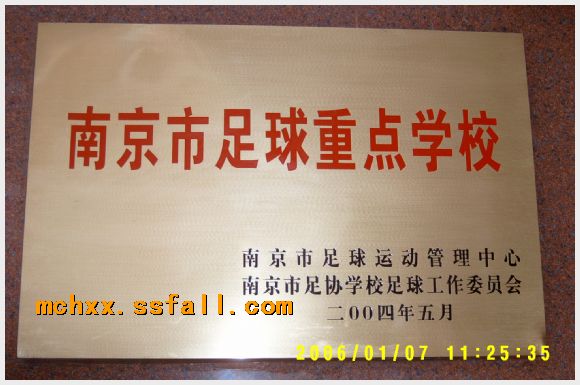 南京市足球重点学校
南京市足球运动管理中心
南京市足协学校足球工作委员会
二00四年五月
mchxx.ssfall.com
2006/01/07 11:25:35